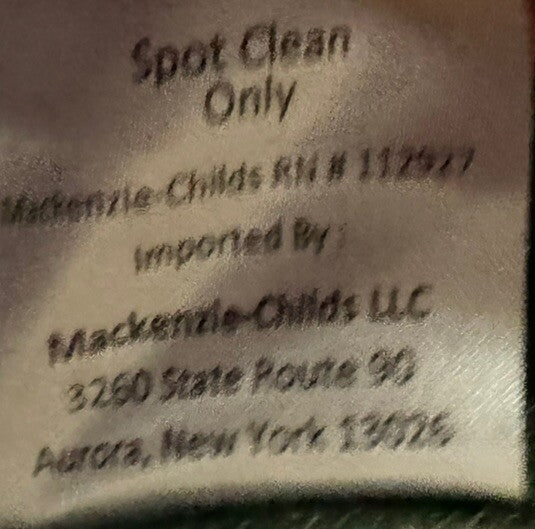 Spot Clean
Only
Mackenzie-Childs RN # 112927
Imported By :
Mackenzie-Childs LLC
3260 State Route 90
Aurora, New York 13026